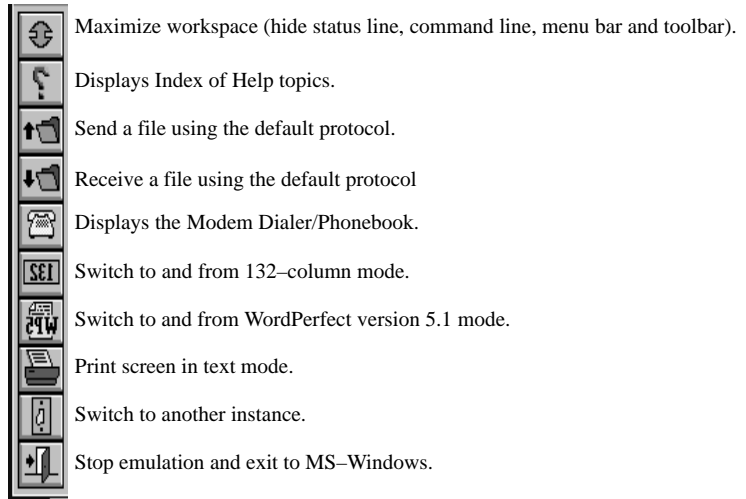 Maximize workspace (hide status line, command line, menu bar and toolbar).
Displays Index of Help topics.
Send a file using the default protocol.
Receive a file using the default protocol
Displays the Modem Dialer/Phonebook.
132
Switch to and from 132–column mode.
WP5
Switch to and from WordPerfect version 5.1 mode.
Print screen in text mode.
Switch to another instance.
Stop emulation and exit to MS–Windows.